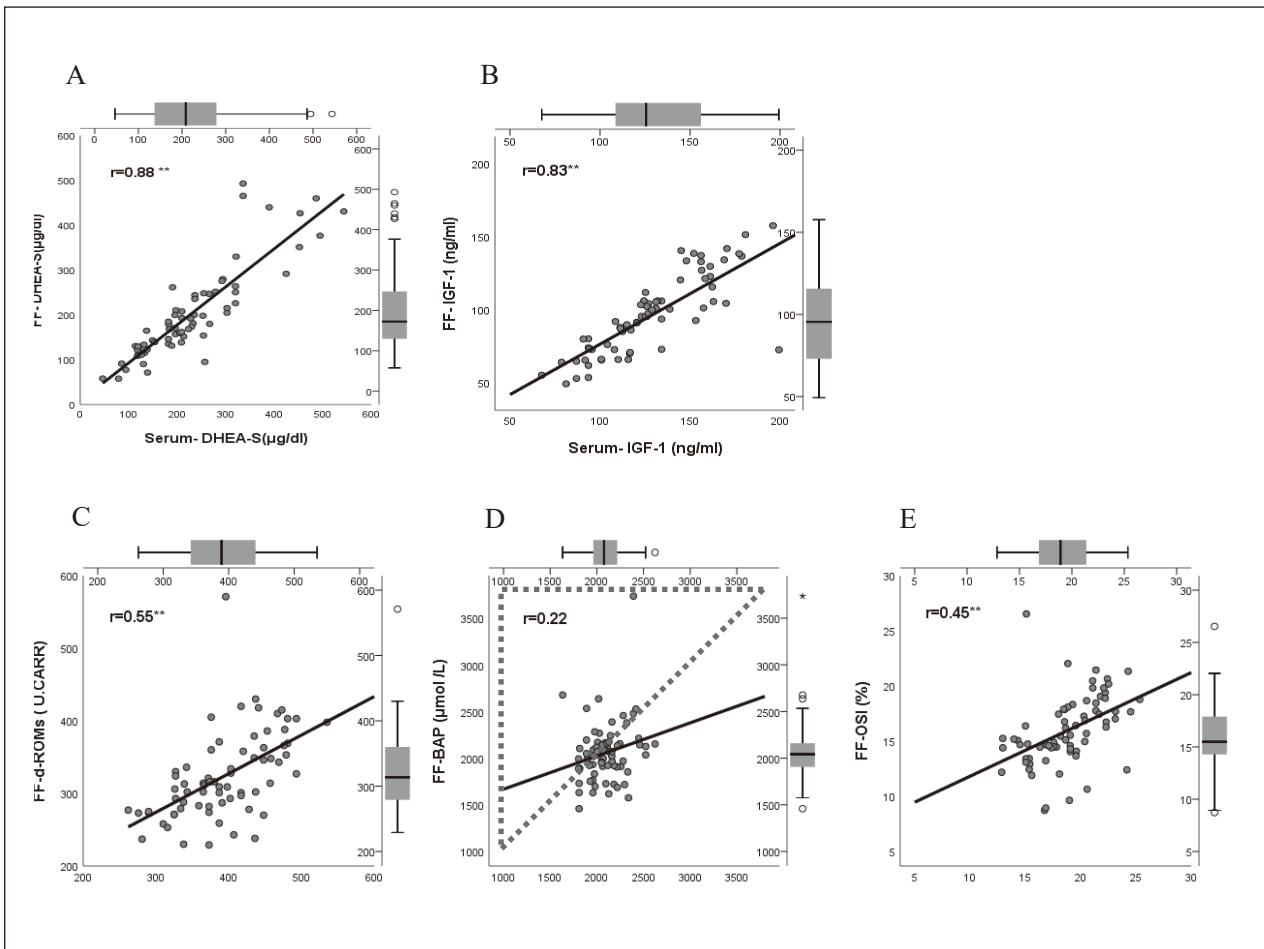 A
0 100 200 300 400 500 600
600
500
400
300
200
100
0
r=0.88 **
600
500
400
300
200
100
0
0 100 200 300 400 500 600
FF- DHEA-S(µg/dl)
Serum- DHEA-S(µg/dl)
B
50 100 150 200
200
150
100
50
r=0.83**
200
150
100
50
50 100 150 200
FF- IGF-1 (ng/ml)
Serum- IGF-1 (ng/ml)
C
200 300 400 500 600
600
500
400
300
200
r=0.55**
600
500
400
300
200
200 300 400 500 600
FF-d-ROMs ( U.CARR)
D
1000 1500 2000 2500 3000 3500
3500
3000
2500
2000
1500
1000
r=0.22
*
3500
3000
2500
2000
1500
1000
1000 1500 2000 2500 3000 3500
FF-BAP (µmol /L)
E
5 10 15 20 25 30
30
25
20
15
10
5
r=0.45**
30
25
20
15
10
5
5 10 15 20 25 30
FF-OSI (%)